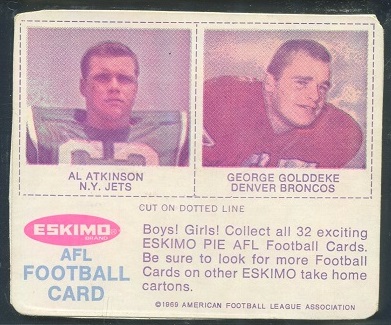 AL ATKINSON
N.Y. JETS
GEORGE GOLDDEKE
DENVER BRONCOS
CUT ON DOTTED LINE
ESKIMO
BRAND
AFL
FOOTBALL
CARD
Boys! Girls! Collect all 32 exciting
ESKIMO PIE AFL Football Cards.
Be sure to look for more Football
Cards on other ESKIMO take home
cartons.
©1969 AMERICAN FOOTBALL LEAGUE ASSOCIATION